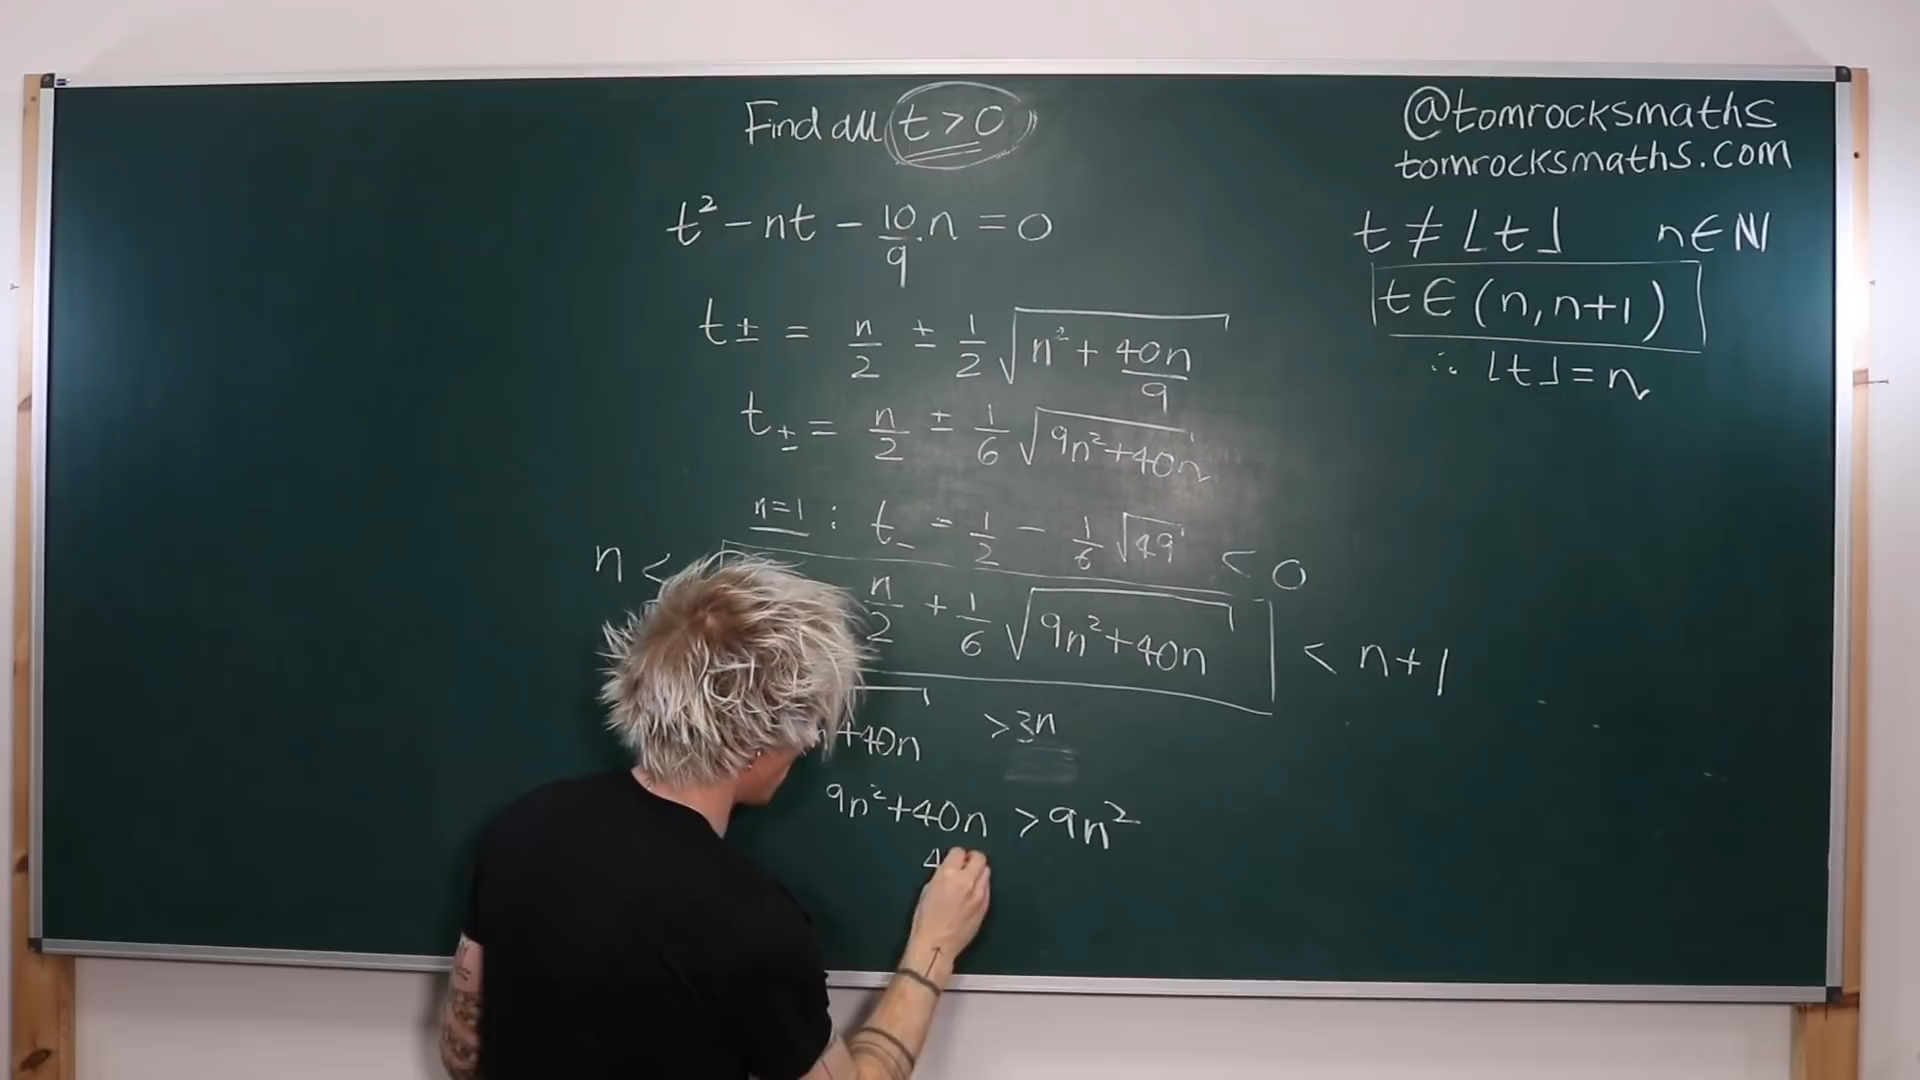 Find all t > 0
@tomrocksmaths
tomrocksmaths.com
t² - nt - 10/9 . n = 0
t ≠ ⌊t⌋ n ∈ ℕ
t ∈ (n, n+1)
∴ ⌊t⌋ = n
t± = n/2 ± 1/2 √(n² + 40n/9)
t± = n/2 ± 1/6 √(9n² + 40n)
n=1 : t₋ = 1/2 - 1/6 √49 < 0
n < n/2 + 1/6 √(9n² + 40n) < n+1
+40n > 3n
9n² + 40n > 9n²
4